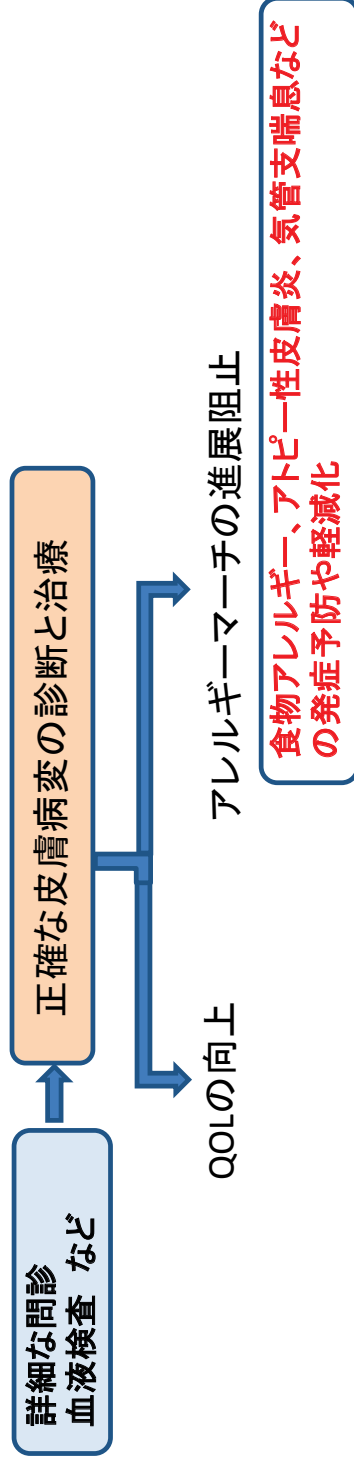 詳細な問診
血液検査 など
正確な皮膚病変の診断と治療
QOLの向上
アレルギーマーチの進展阻止
食物アレルギー、アトピー性皮膚炎、気管支喘息など
の発症予防や軽減化